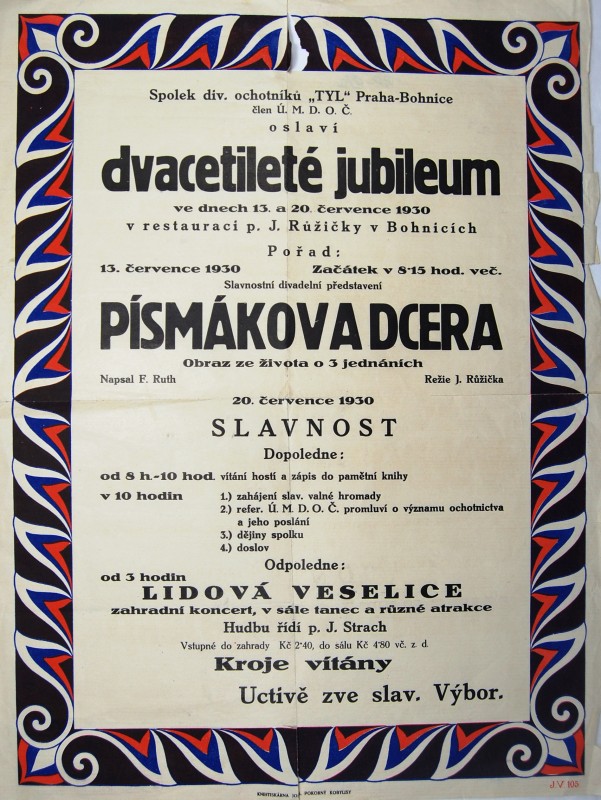 Spolek div. ochotníků „TYL" Praha-Bohnice
člen Ú. M. D. O. Č.
oslaví
dvacetileté jubileum
ve dnech 13. a 20. července 1930
v restauraci p. J. Růžičky v Bohnicích
Pořad:
13. července 1930 Začátek v 8·15 hod. več.
Slavnostní divadelní představení
PÍSMÁKOVA DCERA
Obraz ze života o 3 jednáních
Napsal F. Ruth Režie J. Růžička
20. července 1930
SLAVNOST
Dopoledne:
od 8 h.-10 hod. vítání hostí a zápis do pamětní knihy
v 10 hodin 1.) zahájení slav. valné hromady
2.) refer. Ú. M. D. O. Č. promluví o významu ochotnictva
a jeho poslání
3.) dějiny spolku
4.) doslov
Odpoledne:
od 3 hodin
LIDOVÁ VESELICE
zahradní koncert, v sále tanec a různé atrakce
Hudbu řídí p. J. Strach
Vstupné do zahrady Kč 2·40, do sálu Kč 4·80 vč. z. d.
Kroje vítány
Uctivě zve slav. Výbor.
J.V. 105
KNIHTISKÁRNA JOS. POKORNÝ KOBYLISY